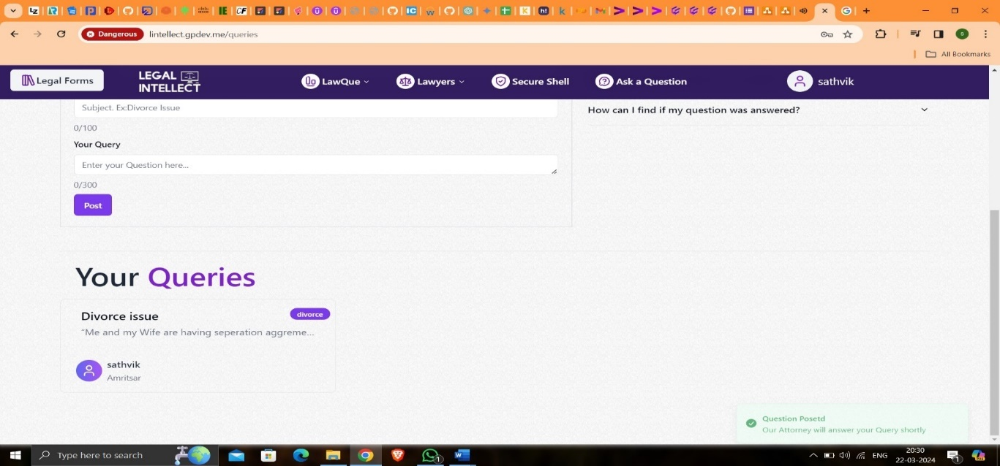 Dangerous
lintellect.gpdev.me/queries
All Bookmarks
Legal Forms
LEGAL
INTELLECT
LawQue
Lawyers
Secure Shell
Ask a Question
sathvik
Subject. Ex:Divorce Issue
How can I find if my question was answered?
0/100
Your Query
Enter your Question here...
0/300
Post
Your Queries
Divorce issue
divorce
“Me and my Wife are having seperation aggreme...
sathvik
Amritsar
Question Posetd
Our Attorney will answer your Query shortly
Type here to search
ENG
20:30
22-03-2024